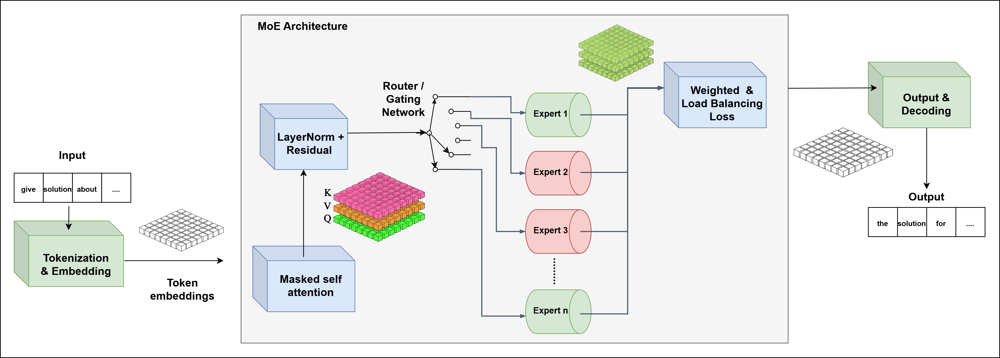 MoE Architecture
Input
give solution about ....
Tokenization
& Embedding
Token
embeddings
Masked self
attention
LayerNorm +
Residual
K
V
Q
Router /
Gating
Network
Expert 1
Expert 2
Expert 3
Expert n
Weighted &
Load Balancing
Loss
Output &
Decoding
Output
the solution for ....